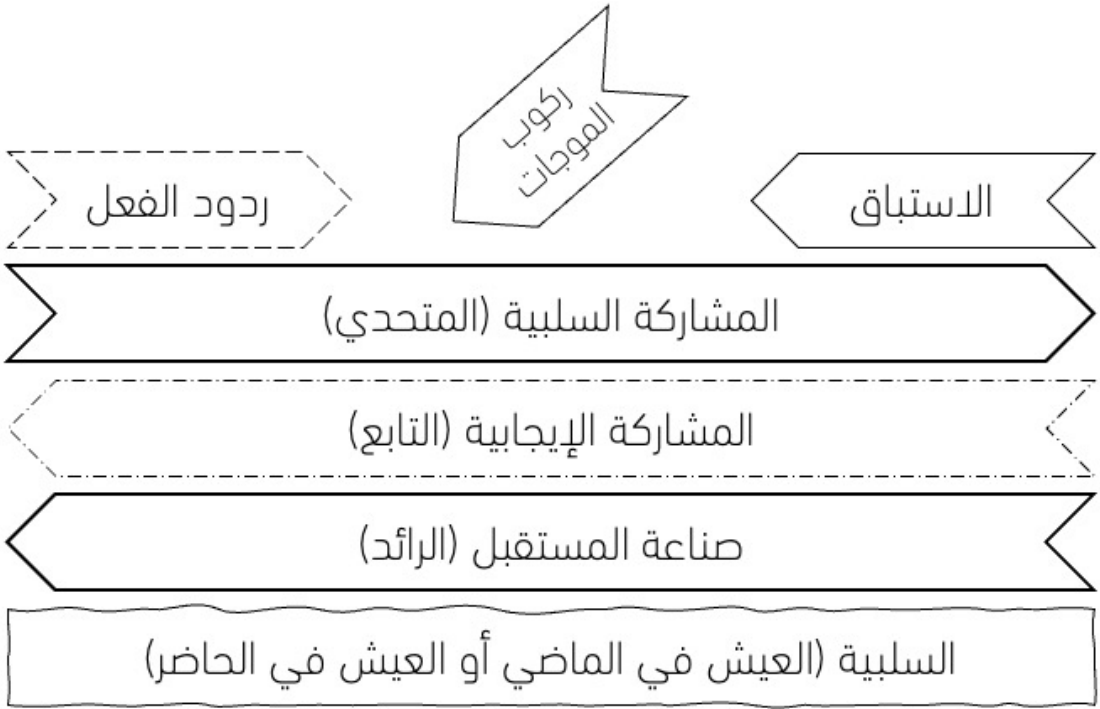 ركوب
الموجات
الاستباق
ردود الفعل
المشاركة السلبية (المتحدي)
المشاركة الإيجابية (التابع)
صناعة المستقبل (الرائد)
السلبية (العيش في الماضي أو العيش في الحاضر)